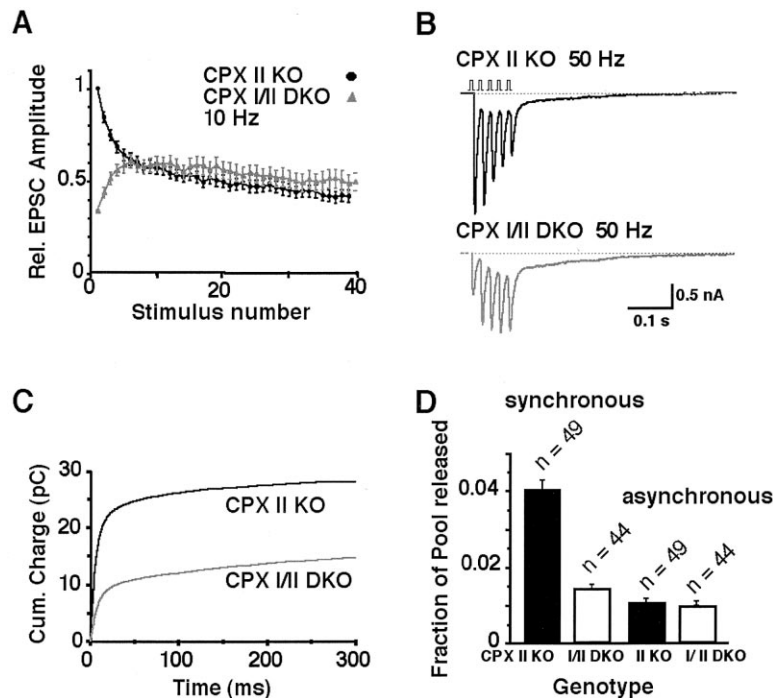 A
CPX II KO
CPX I/II DKO
10 Hz
1
0.5
0
0
20
40
Rel. EPSC Amplitude
Stimulus number
B
CPX II KO 50 Hz
CPX I/II DKO 50 Hz
0.5 nA
0.1 s
C
30
20
10
0
0
100
200
300
Cum. Charge (pC)
CPX II KO
CPX I/II DKO
Time (ms)
D
synchronous
n = 49
asynchronous
n = 44
n = 49
n = 44
0.04
0.02
0
Fraction of Pool released
CPX II KO
I/II DKO
II KO
I/ II DKO
Genotype